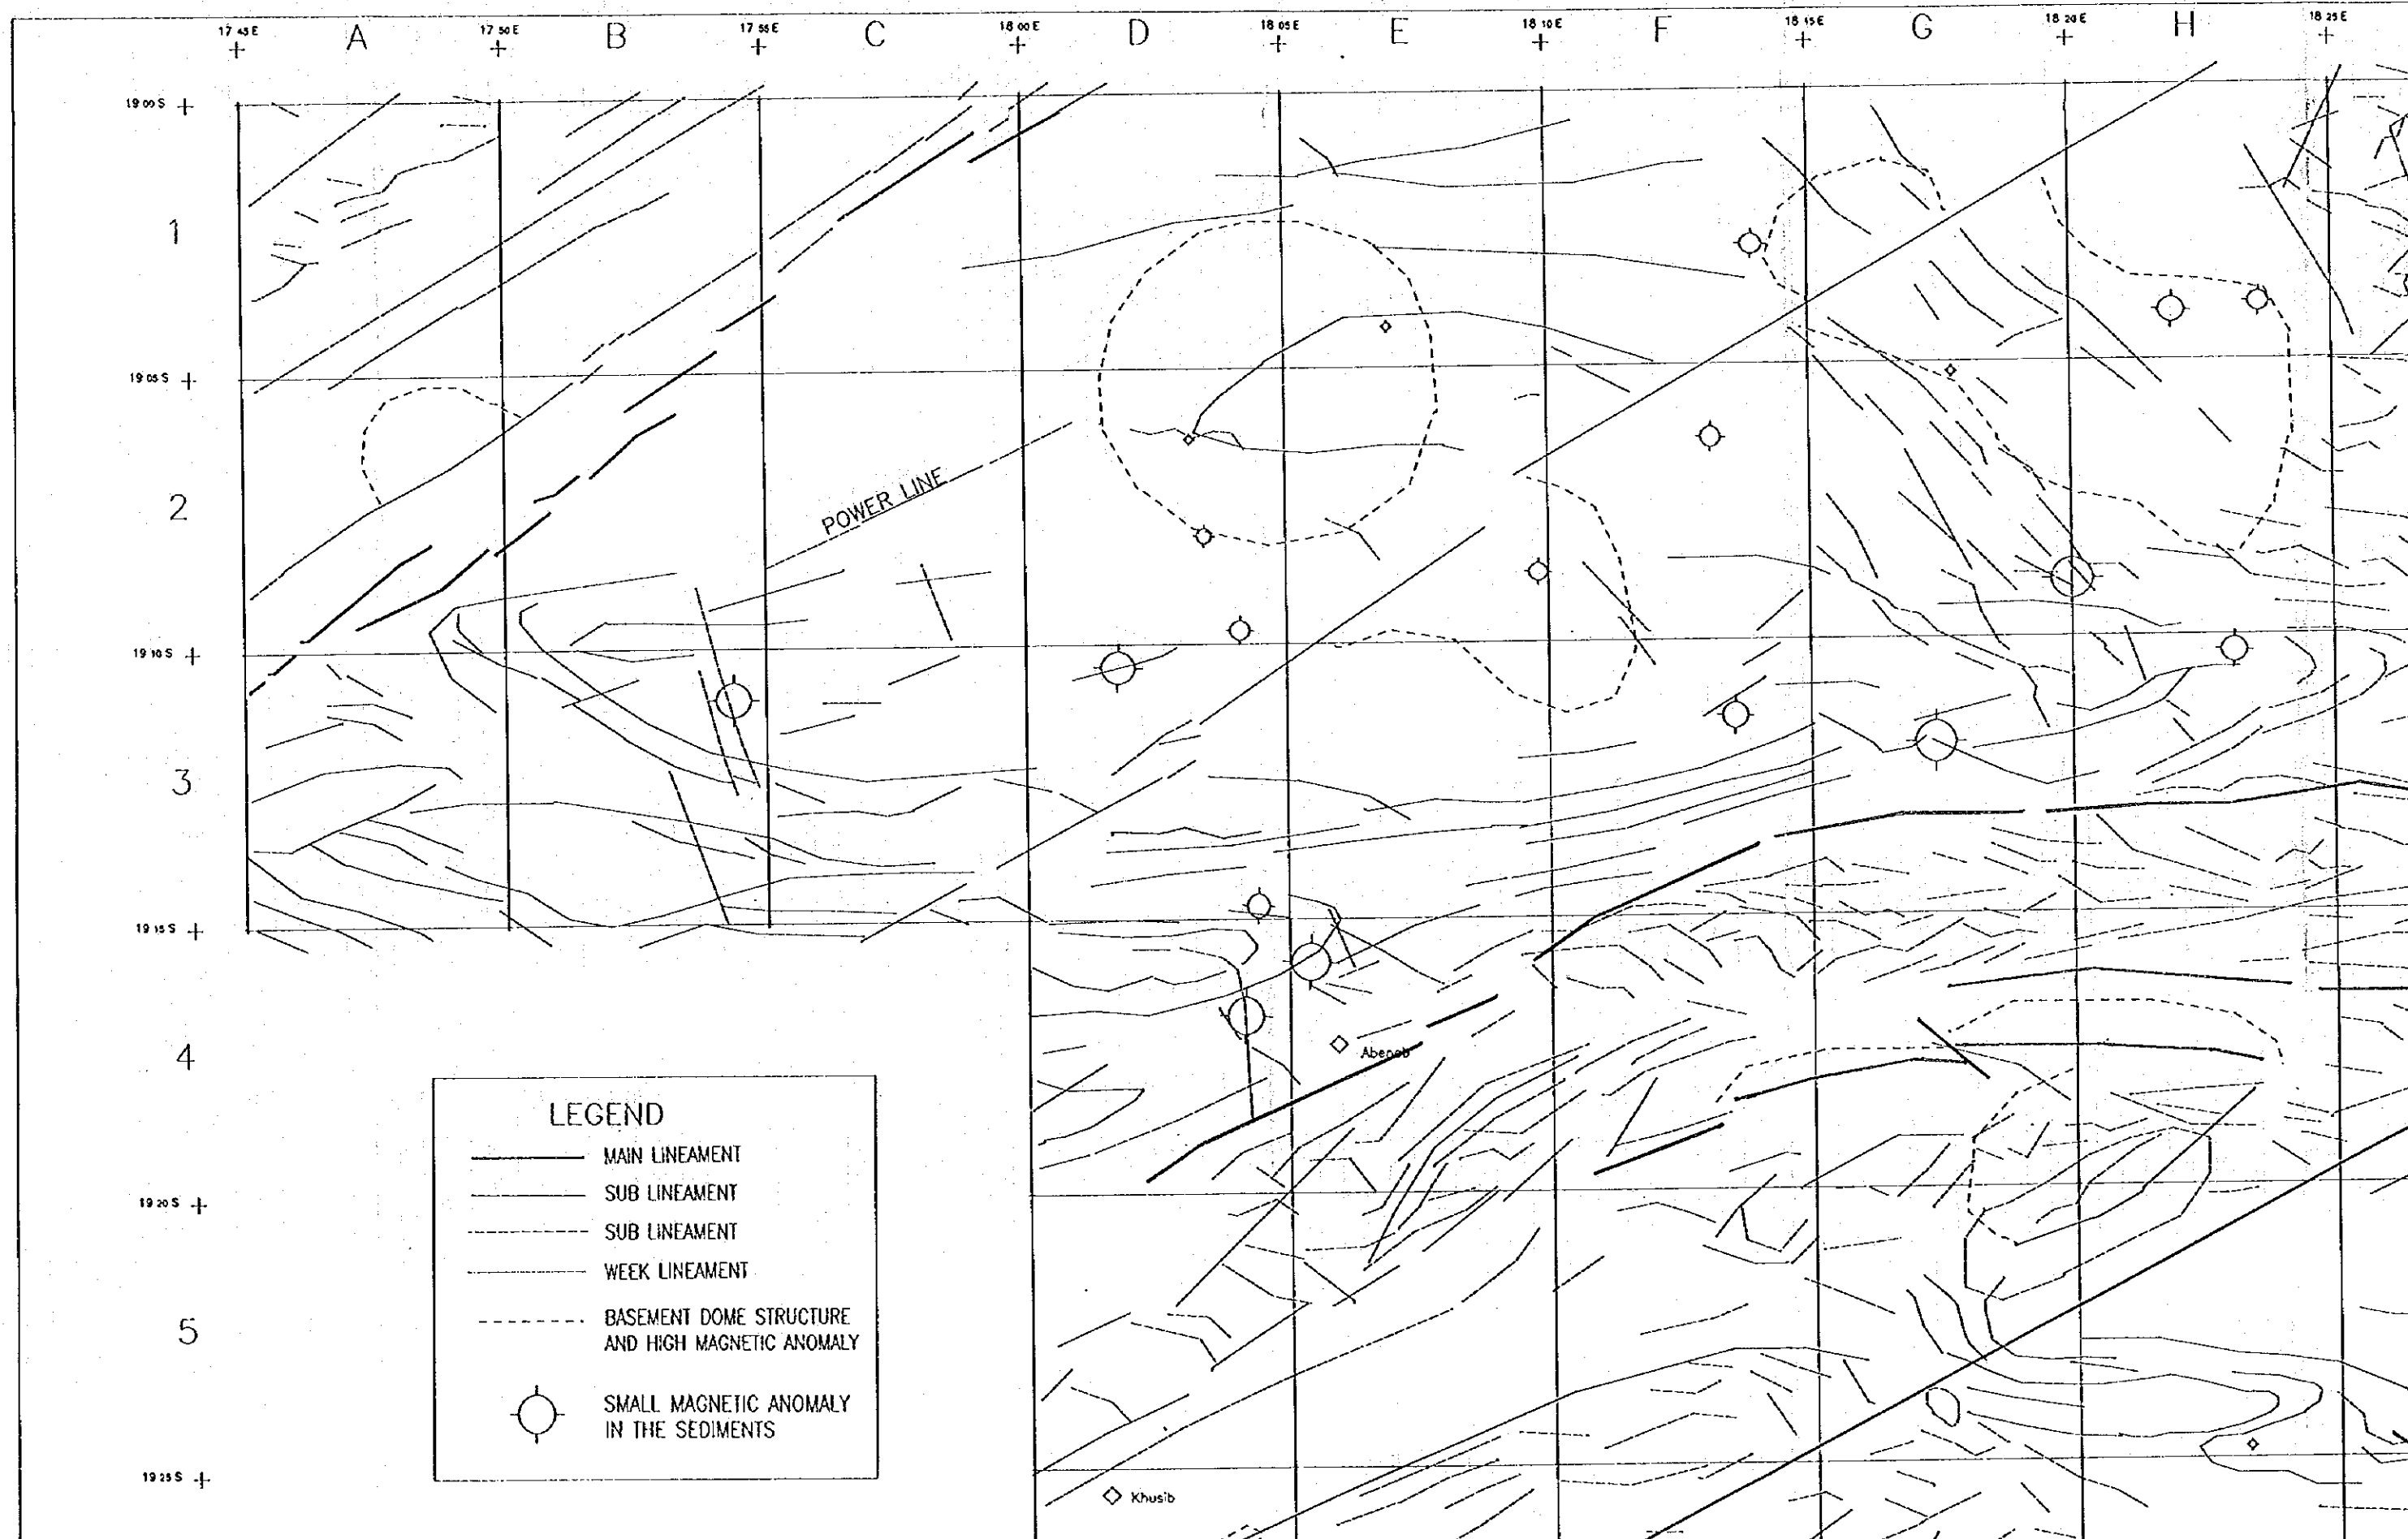 17 45 E A 17 50 E B 17 55 E C 18 00 E D 18 05 E E 18 10 E F 18 15 E G 18 20 E H 18 25 E
19 00 S
1
19 05 S
2
POWER LINE
19 10 S
3
19 15 S
4
Abenab
LEGEND
MAIN LINEAMENT
SUB LINEAMENT
19 20 S
SUB LINEAMENT
WEEK LINEAMENT
5
BASEMENT DOME STRUCTURE
AND HIGH MAGNETIC ANOMALY
SMALL MAGNETIC ANOMALY
IN THE SEDIMENTS
19 25 S
Khusib